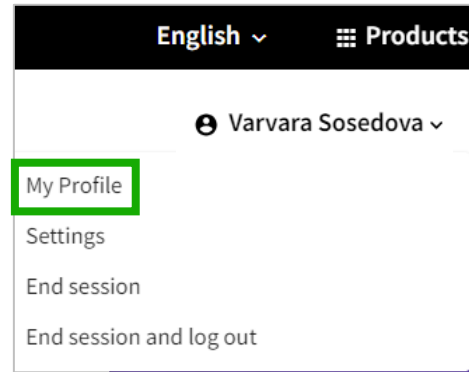 English Products
Varvara Sosedova
My Profile
Settings
End session
End session and log out